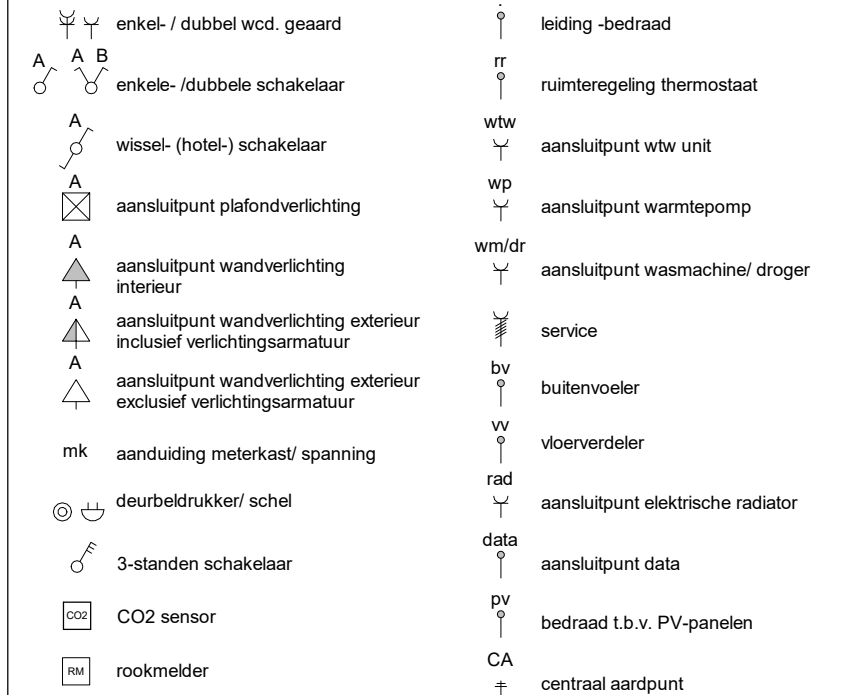 enkel- / dubbel wcd. geaard
A A B
enkele- /dubbele schakelaar
A
wissel- (hotel-) schakelaar
A
aansluitpunt plafondverlichting
A
aansluitpunt wandverlichting
interieur
A
aansluitpunt wandverlichting exterieur
inclusief verlichtingsarmatuur
A
aansluitpunt wandverlichting exterieur
exclusief verlichtingsarmatuur
mk aanduiding meterkast/ spanning
deurbeldrukker/ schel
3-standen schakelaar
CO2 CO2 sensor
RM rookmelder
leiding -bedraad
rr
ruimteregeling thermostaat
wtw
aansluitpunt wtw unit
wp
aansluitpunt warmtepomp
wm/dr
aansluitpunt wasmachine/ droger
service
bv
buitenvoeler
vv
vloerverdeler
rad
aansluitpunt elektrische radiator
data
aansluitpunt data
pv
bedraad t.b.v. PV-panelen
CA
centraal aardpunt